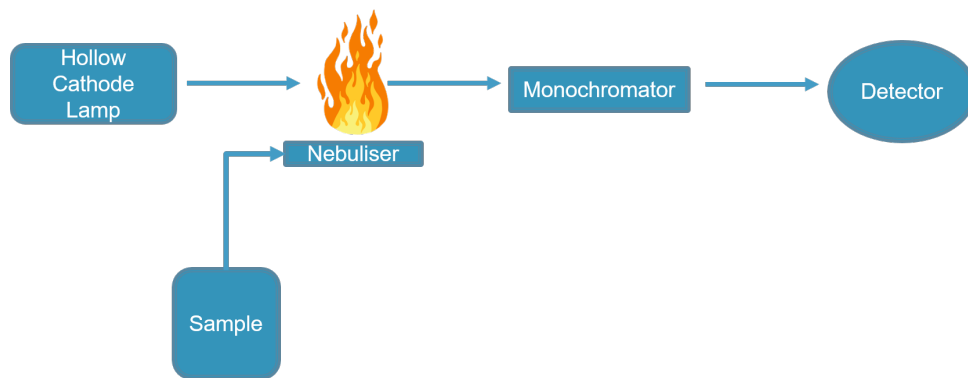 Hollow
Cathode
Lamp
Nebuliser
Monochromator
Detector
Sample